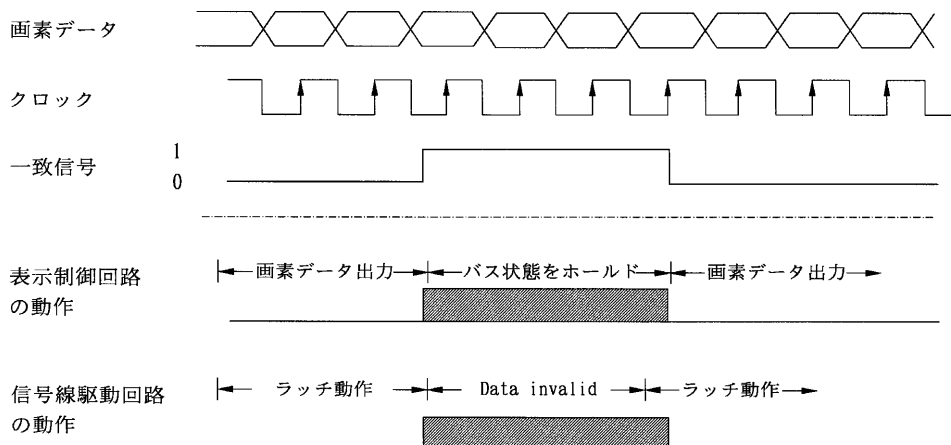 画素データ
クロック
一致信号
1
0
表示制御回路
の動作
画素データ出力
バス状態をホールド
画素データ出力
信号線駆動回路
の動作
ラッチ動作
Data invalid
ラッチ動作